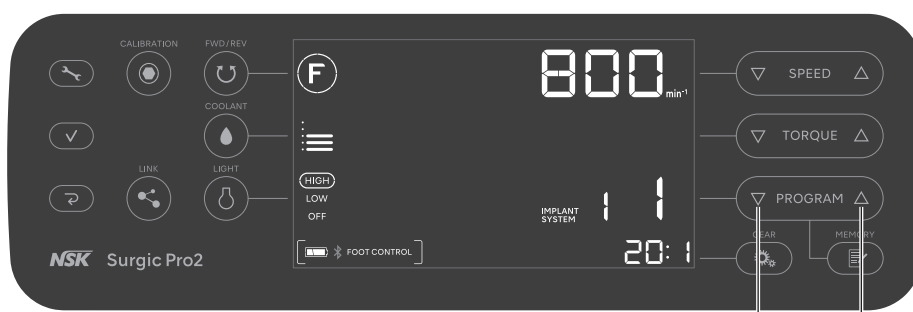 CALIBRATION
FWD/REV
F
800
min-1
SPEED
COOLANT
TORQUE
LINK
LIGHT
HIGH
LOW
OFF
IMPLANT
SYSTEM
1
1
PROGRAM
FOOT CONTROL
20:1
GEAR
MEMORY
NSK Surgic Pro2